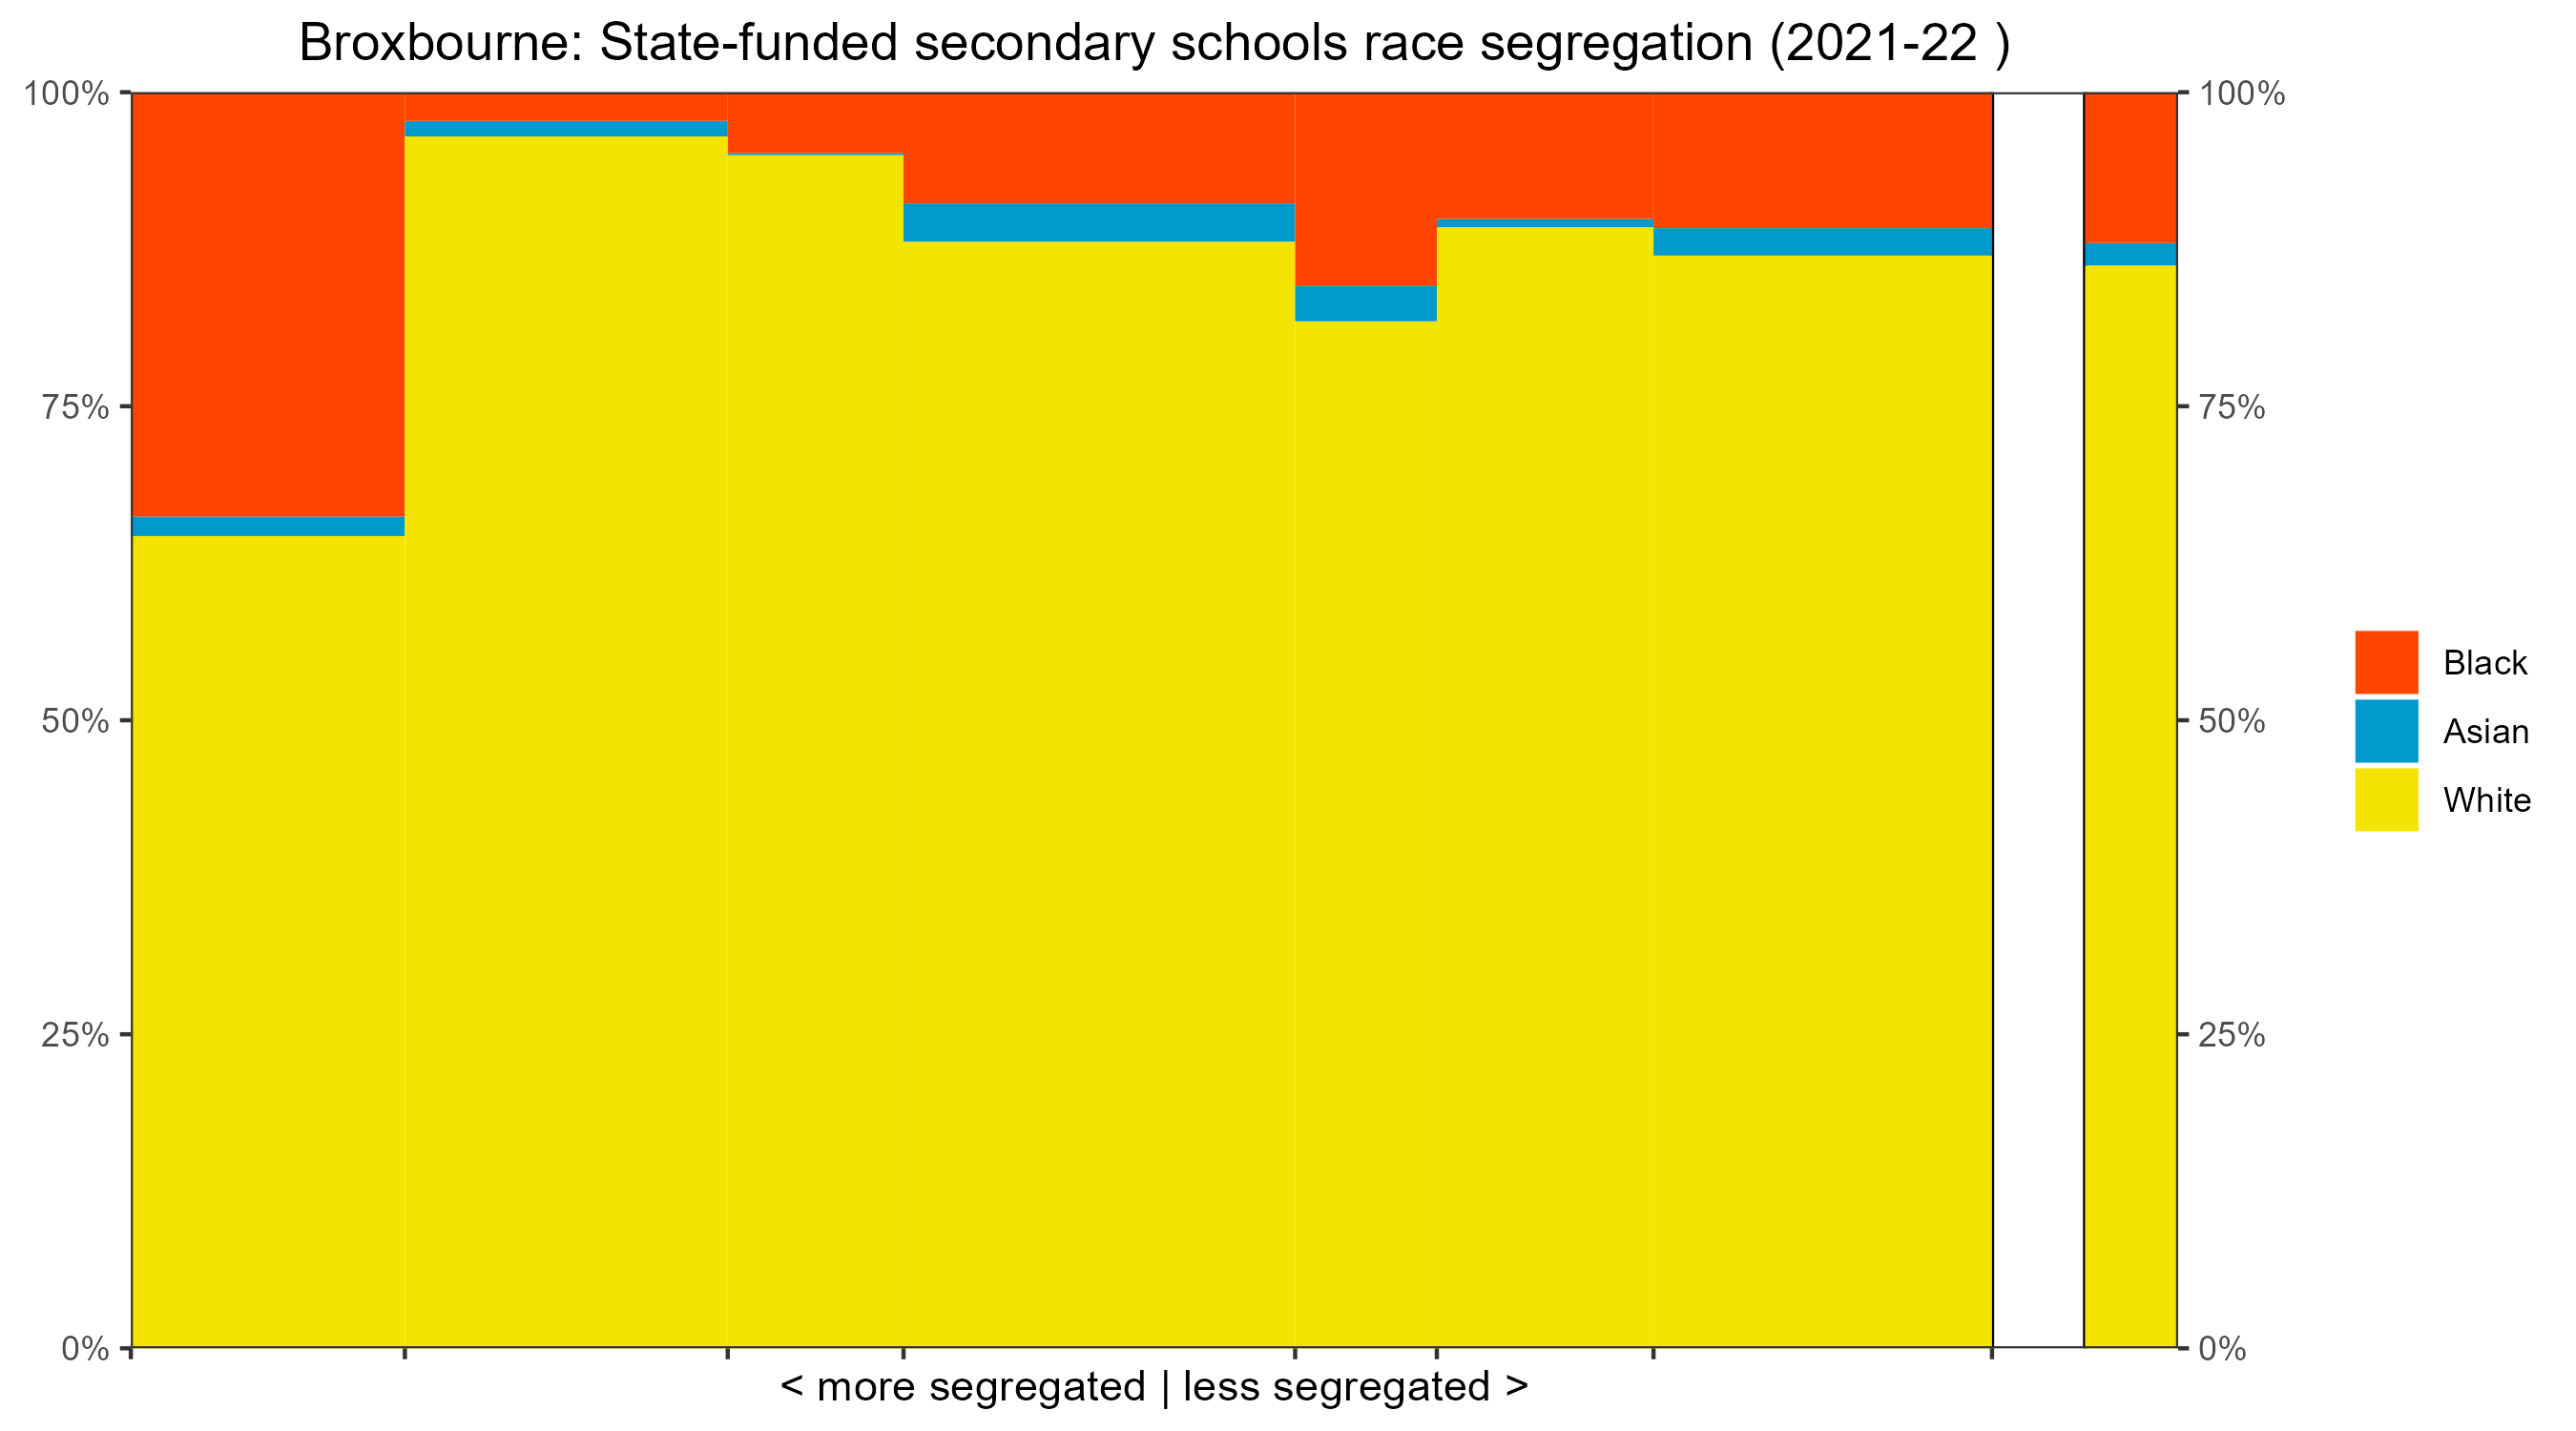 Broxbourne: State-funded secondary schools race segregation (2021-22 )
100%
75%
50%
25%
0%
100%
75%
50%
25%
0%
Black
Asian
White
< more segregated | less segregated >